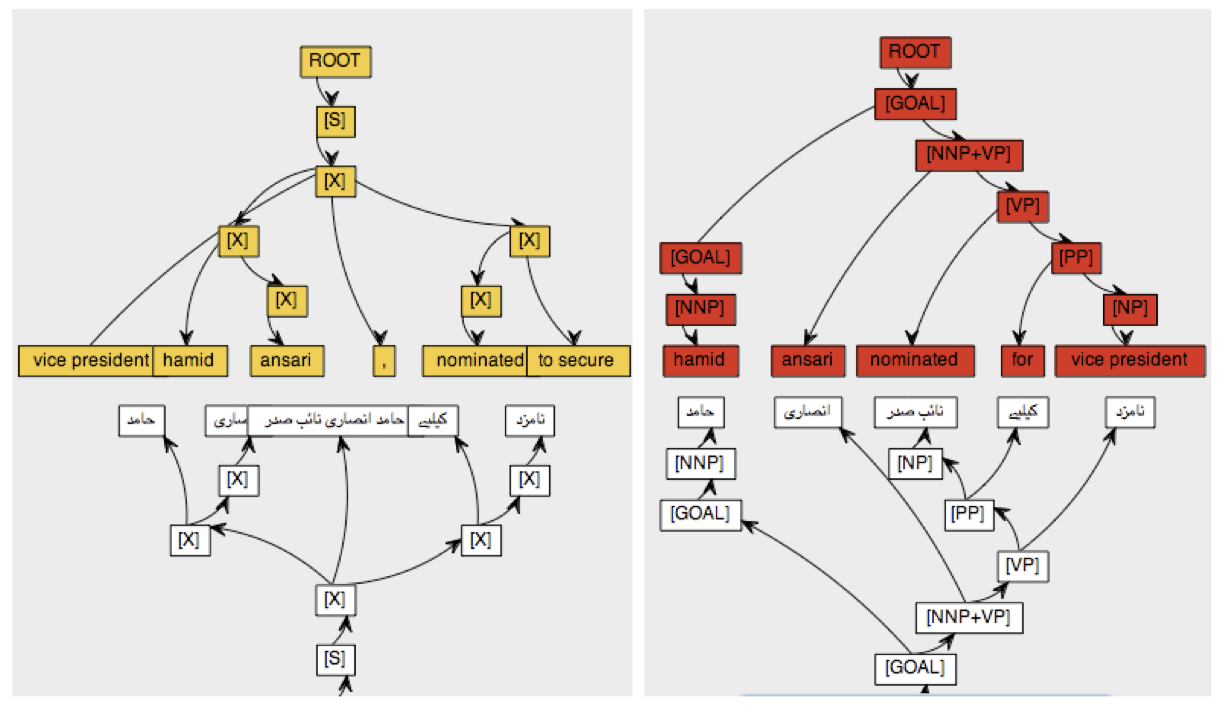 ROOT
[S]
[X]
[X] [X]
[X] [X]
vice president hamid ansari , nominated to secure
حامد صاری حامد انصاری نائب صدر کیلیے نامزد
[X] [X]
[X] [X]
[X]
[S]
ROOT
[GOAL]
[NNP+VP]
[VP]
[GOAL] [PP]
[NNP] [NP]
hamid ansari nominated for vice president
حامد انصاری نائب صدر کیلیے نامزد
[NNP] [NP]
[GOAL] [PP]
[VP]
[NNP+VP]
[GOAL]